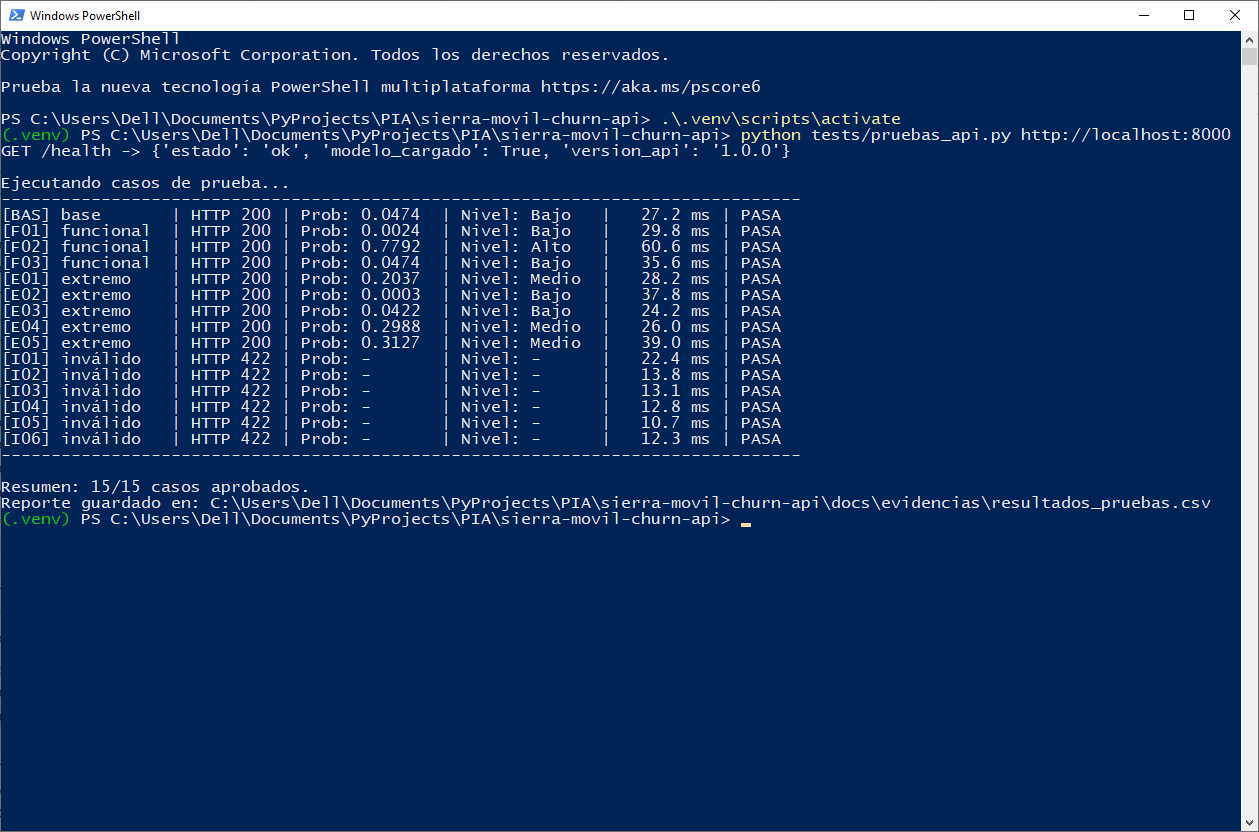 Windows PowerShell
Windows PowerShell
Copyright (C) Microsoft Corporation. Todos los derechos reservados.
Prueba la nueva tecnología PowerShell multiplataforma https://aka.ms/pscore6
PS C:\Users\Dell\Documents\PyProjects\PIA\sierra-movil-churn-api> .\.venv\scripts\activate
(.venv) PS C:\Users\Dell\Documents\PyProjects\PIA\sierra-movil-churn-api> python tests/pruebas_api.py http://localhost:8000
GET /health -> {'estado': 'ok', 'modelo_cargado': True, 'version_api': '1.0.0'}
Ejecutando casos de prueba...
--------------------------------------------------------------------------------
[BAS] base       | HTTP 200 | Prob: 0.0474  | Nivel: Bajo   |   27.2 ms | PASA
[F01] funcional  | HTTP 200 | Prob: 0.0024  | Nivel: Bajo   |   29.8 ms | PASA
[F02] funcional  | HTTP 200 | Prob: 0.7792  | Nivel: Alto   |   60.6 ms | PASA
[F03] funcional  | HTTP 200 | Prob: 0.0474  | Nivel: Bajo   |   35.6 ms | PASA
[E01] extremo    | HTTP 200 | Prob: 0.2037  | Nivel: Medio  |   28.2 ms | PASA
[E02] extremo    | HTTP 200 | Prob: 0.0003  | Nivel: Bajo   |   37.8 ms | PASA
[E03] extremo    | HTTP 200 | Prob: 0.0422  | Nivel: Bajo   |   24.2 ms | PASA
[E04] extremo    | HTTP 200 | Prob: 0.2988  | Nivel: Medio  |   26.0 ms | PASA
[E05] extremo    | HTTP 200 | Prob: 0.3127  | Nivel: Medio  |   39.0 ms | PASA
[I01] inválido   | HTTP 422 | Prob: -       | Nivel: -      |   22.4 ms | PASA
[I02] inválido   | HTTP 422 | Prob: -       | Nivel: -      |   13.8 ms | PASA
[I03] inválido   | HTTP 422 | Prob: -       | Nivel: -      |   13.1 ms | PASA
[I04] inválido   | HTTP 422 | Prob: -       | Nivel: -      |   12.8 ms | PASA
[I05] inválido   | HTTP 422 | Prob: -       | Nivel: -      |   10.7 ms | PASA
[I06] inválido   | HTTP 422 | Prob: -       | Nivel: -      |   12.3 ms | PASA
--------------------------------------------------------------------------------
Resumen: 15/15 casos aprobados.
Reporte guardado en: C:\Users\Dell\Documents\PyProjects\PIA\sierra-movil-churn-api\docs\evidencias\resultados_pruebas.csv
(.venv) PS C:\Users\Dell\Documents\PyProjects\PIA\sierra-movil-churn-api>